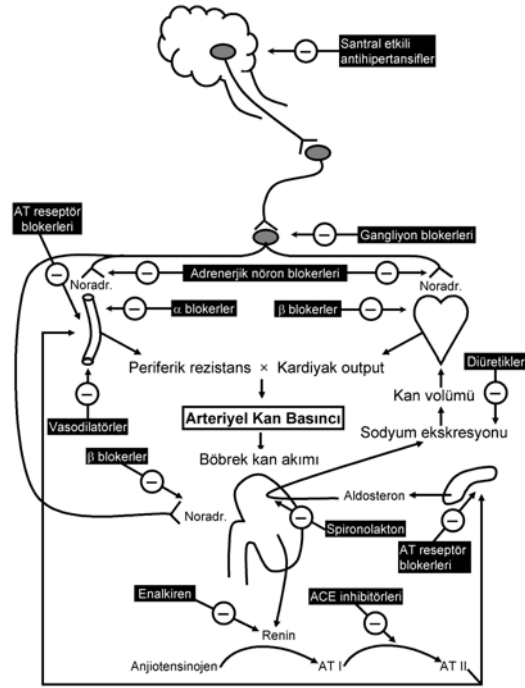 Santral etkili
antihipertansifler
AT reseptör
blokerleri
Gangliyon blokerleri
Adrenerjik nöron blokerleri
Noradr.
Noradr.
α blokerler
β blokerler
Diüretikler
Periferik rezistans × Kardiyak output
Kan volümü
Vasodilatörler
Arteriyel Kan Basıncı
Sodyum ekskresyonu
β blokerler
Böbrek kan akımı
Aldosteron
Noradr.
Spironolakton
AT reseptör
blokerleri
Enalkiren
ACE inhibitörleri
Renin
Anjiotensinojen
AT I
AT II